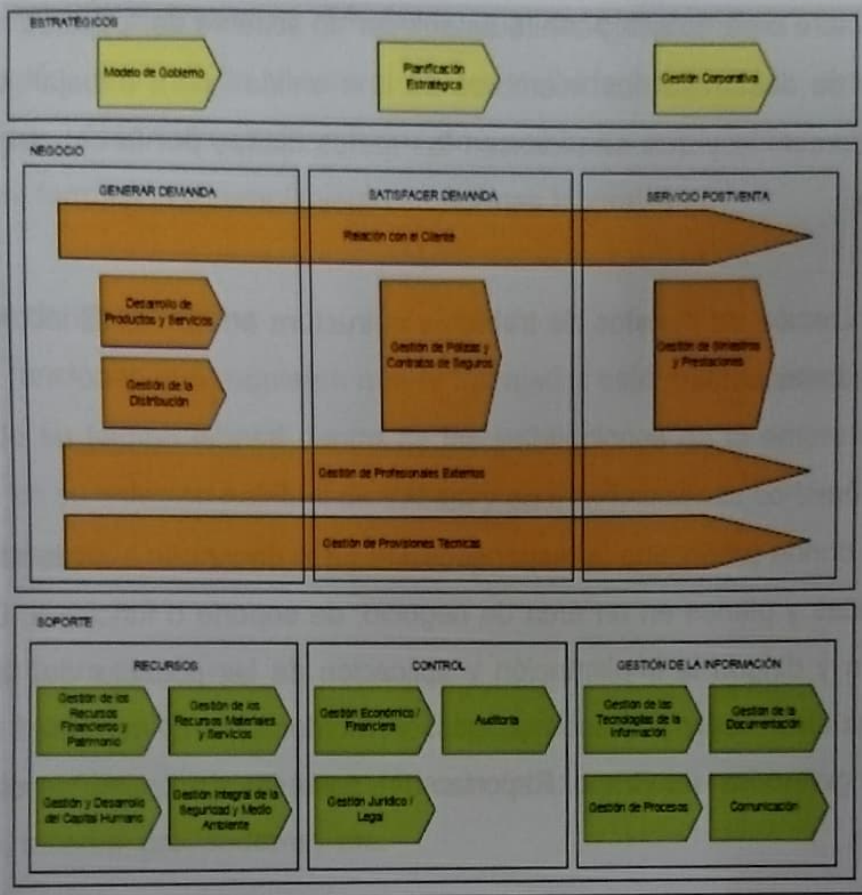 ESTRATÉGICOS
Modelo de Gobierno
Planificación
Estratégica
Gestión Corporativa
NEGOCIO
GENERAR DEMANDA
SATISFACER DEMANDA
SERVICIO POSTVENTA
Relación con el Cliente
Desarrollo de
Productos y Servicios
Gestión de la
Distribución
Gestión de Pólizas y
Contratos de Seguros
Gestión de Siniestros
y Prestaciones
Gestión de Profesionales Externos
Gestión de Provisiones Técnicas
SOPORTE
RECURSOS
Gestión de los
Recursos
Financieros y
Patrimonio
Gestión de los
Recursos Materiales
y Servicios
Gestión y Desarrollo
del Capital Humano
Gestión Integral de la
Seguridad y Medio
Ambiente
CONTROL
Gestión Económico /
Financiera
Auditoría
Gestión Jurídico /
Legal
GESTIÓN DE LA INFORMACIÓN
Gestión de las
Tecnologías de la
Información
Gestión de la
Documentación
Gestión de Procesos
Comunicación